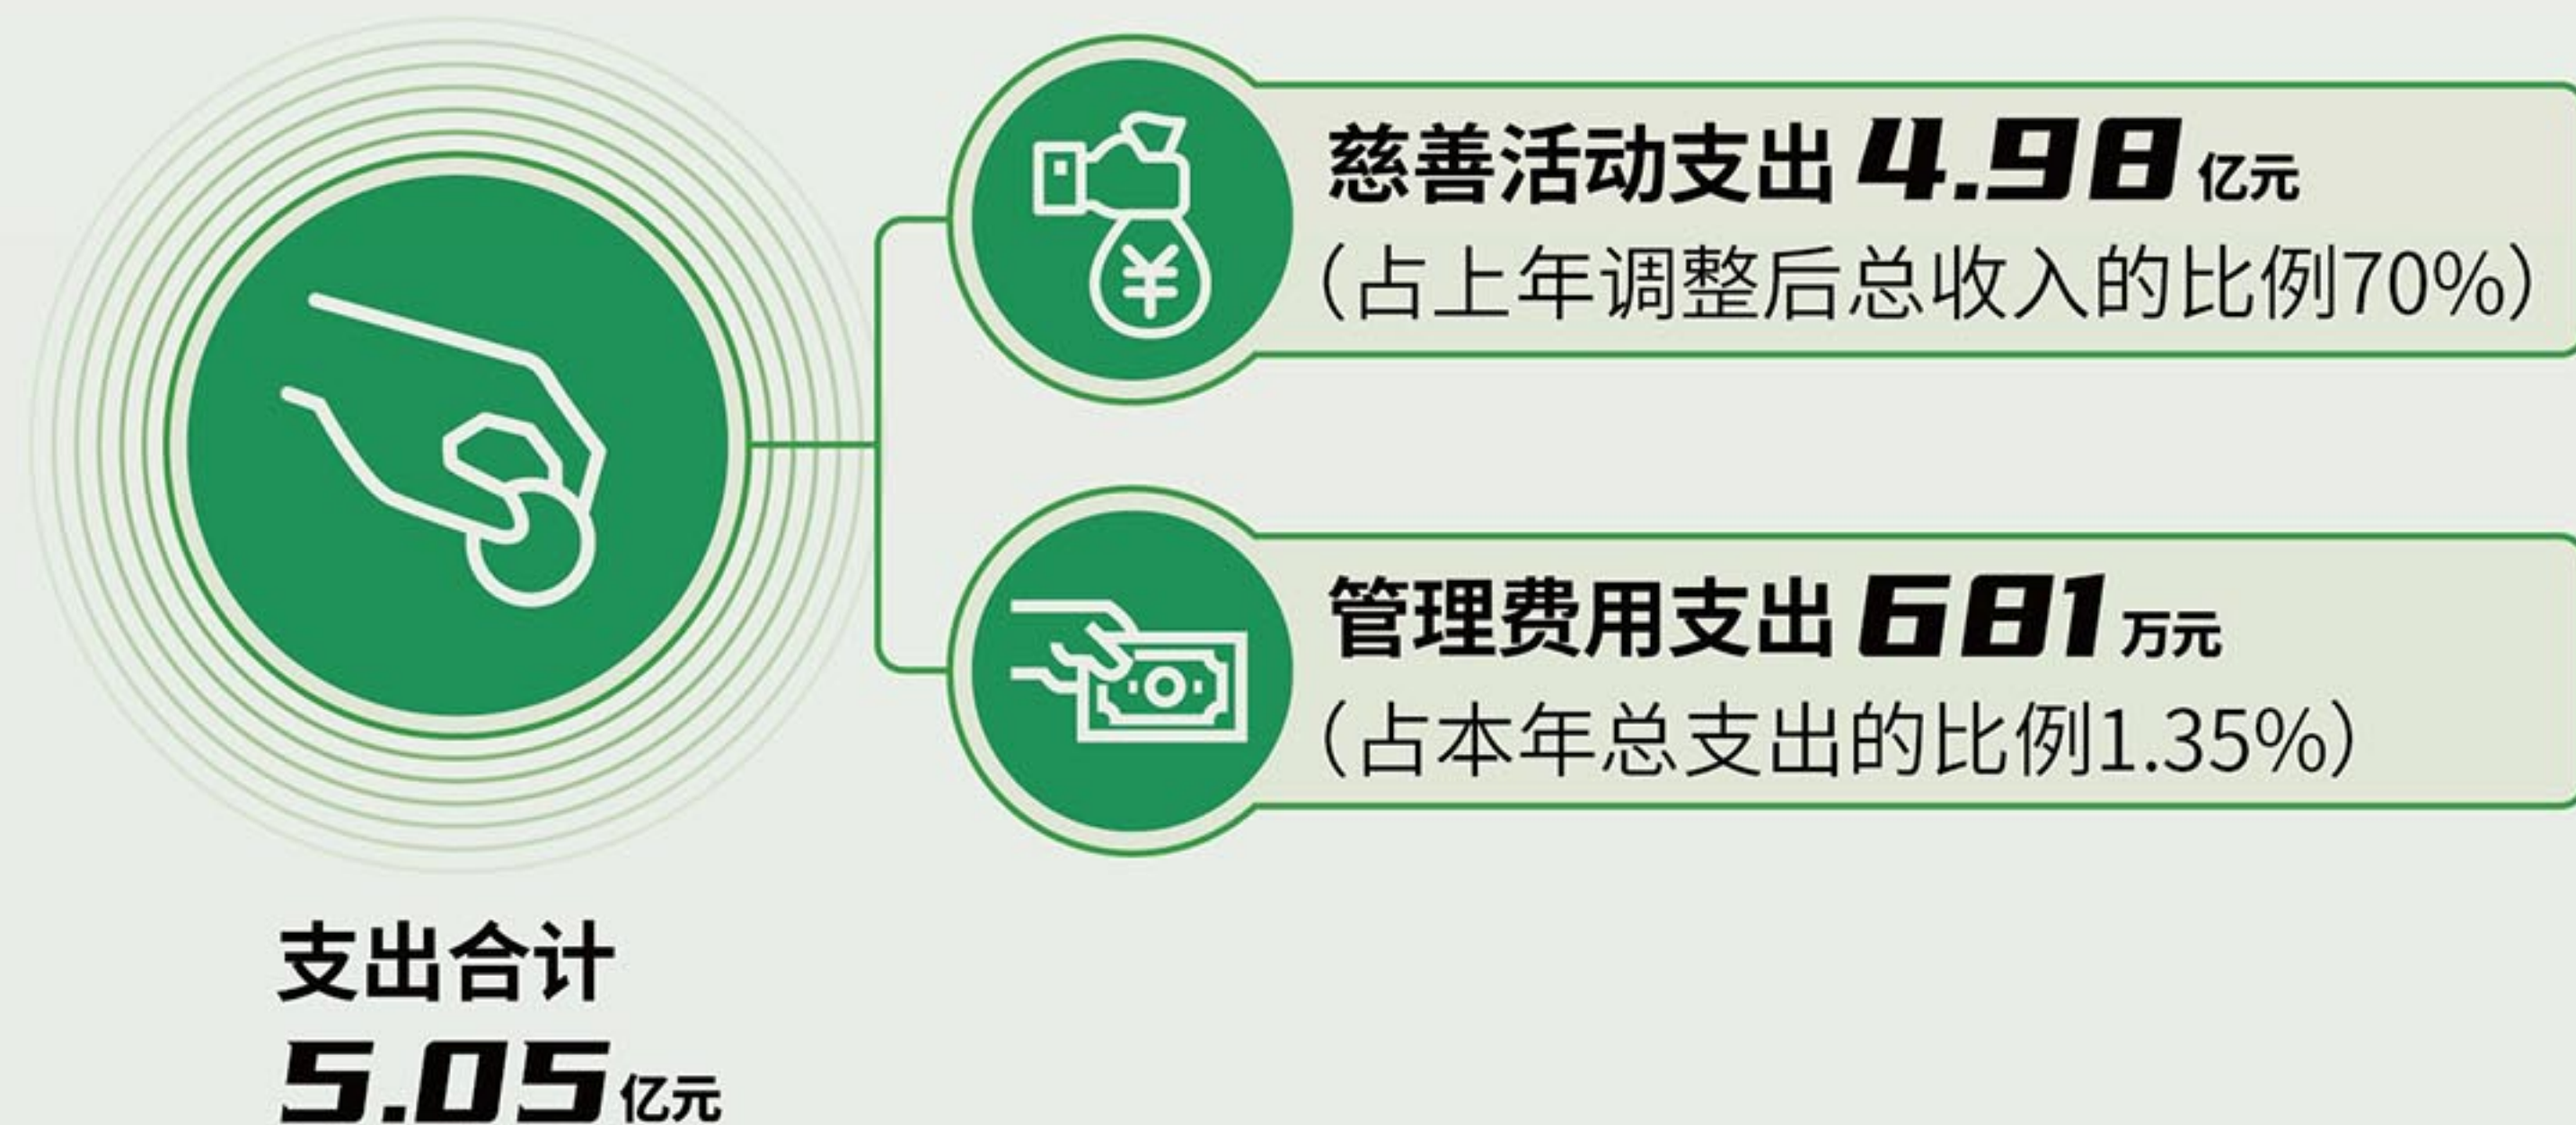 慈善活动支出 4.98 亿元
（占上年调整后总收入的比例70%）
管理费用支出 681 万元
（占本年总支出的比例1.35%）
支出合计
5.05 亿元